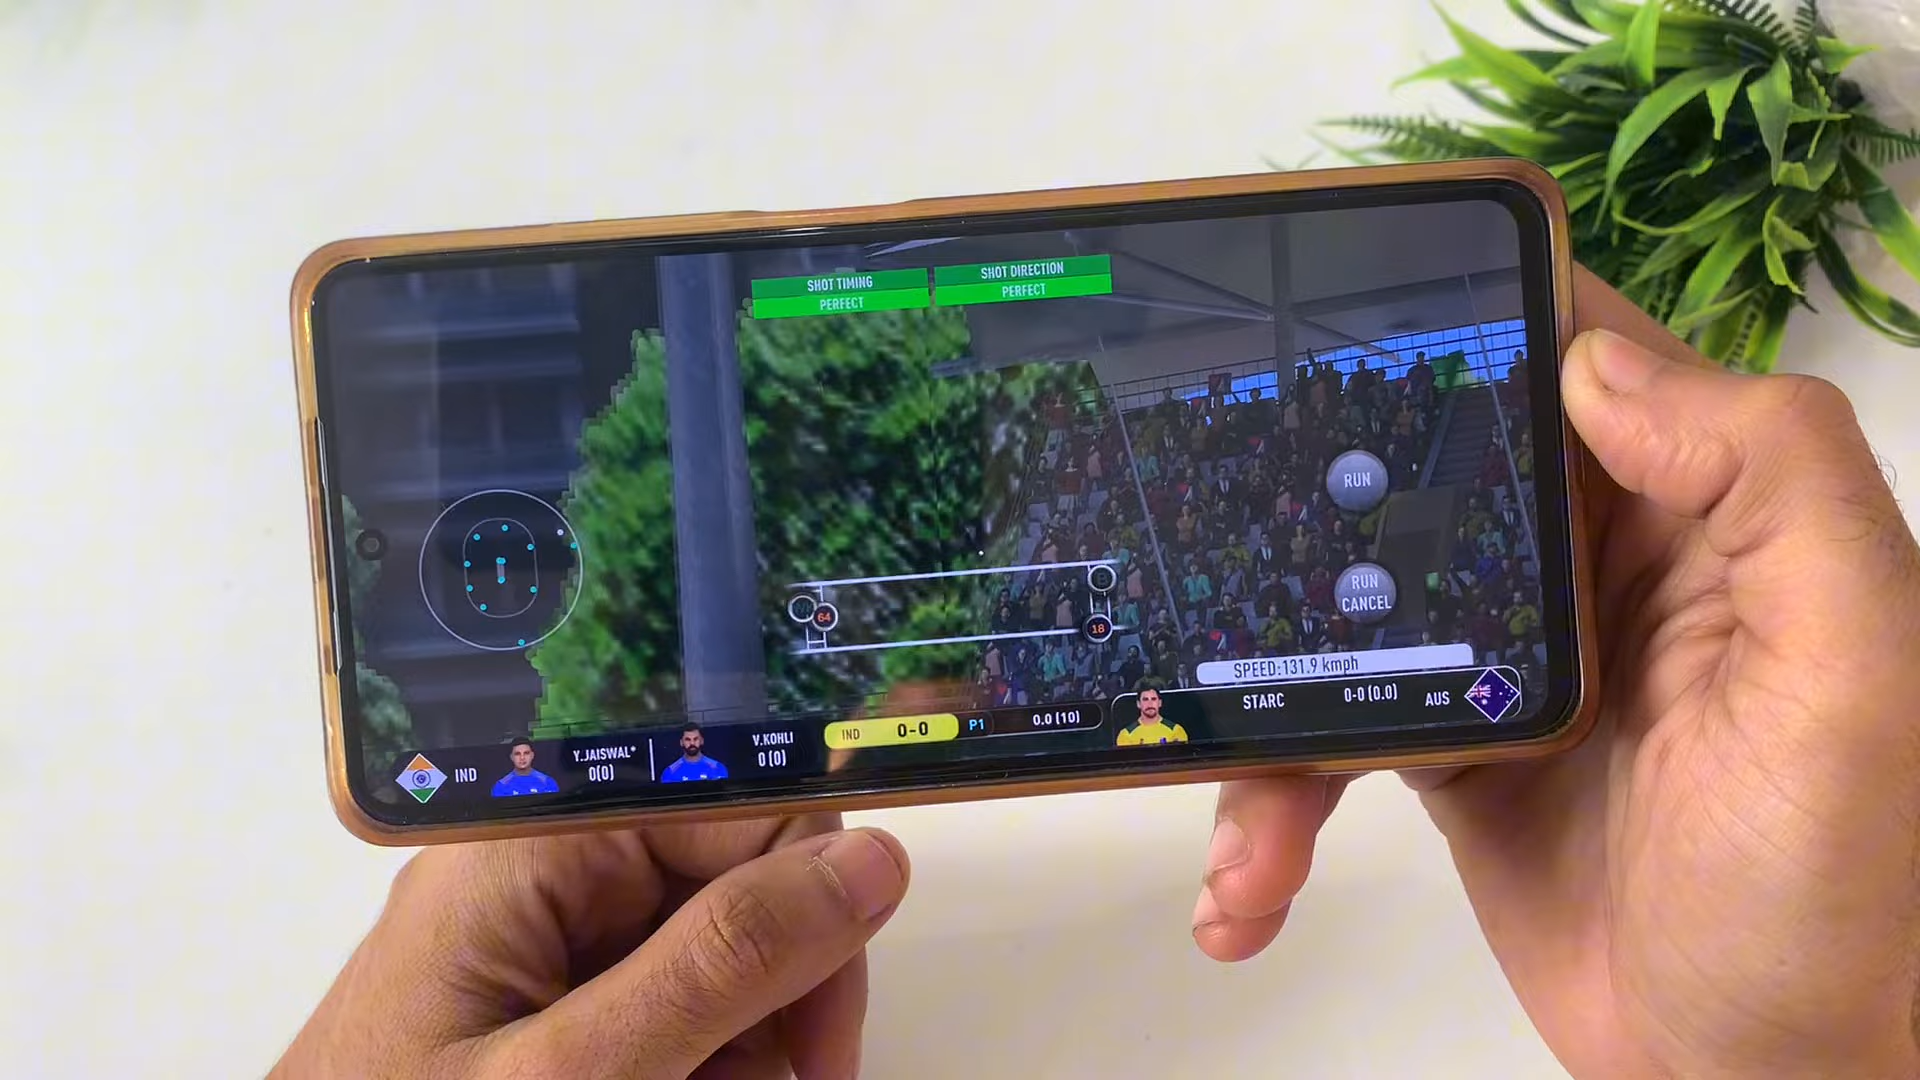 SHOT TIMING
PERFECT
SHOT DIRECTION
PERFECT
RUN
RUN
CANCEL
B
64
18
SPEED:131.9 kmph
IND
Y.JAISWAL*
0(0)
V.KOHLI
0(0)
IND 0-0 P1 0.0(10)
STARC 0-0(0.0) AUS